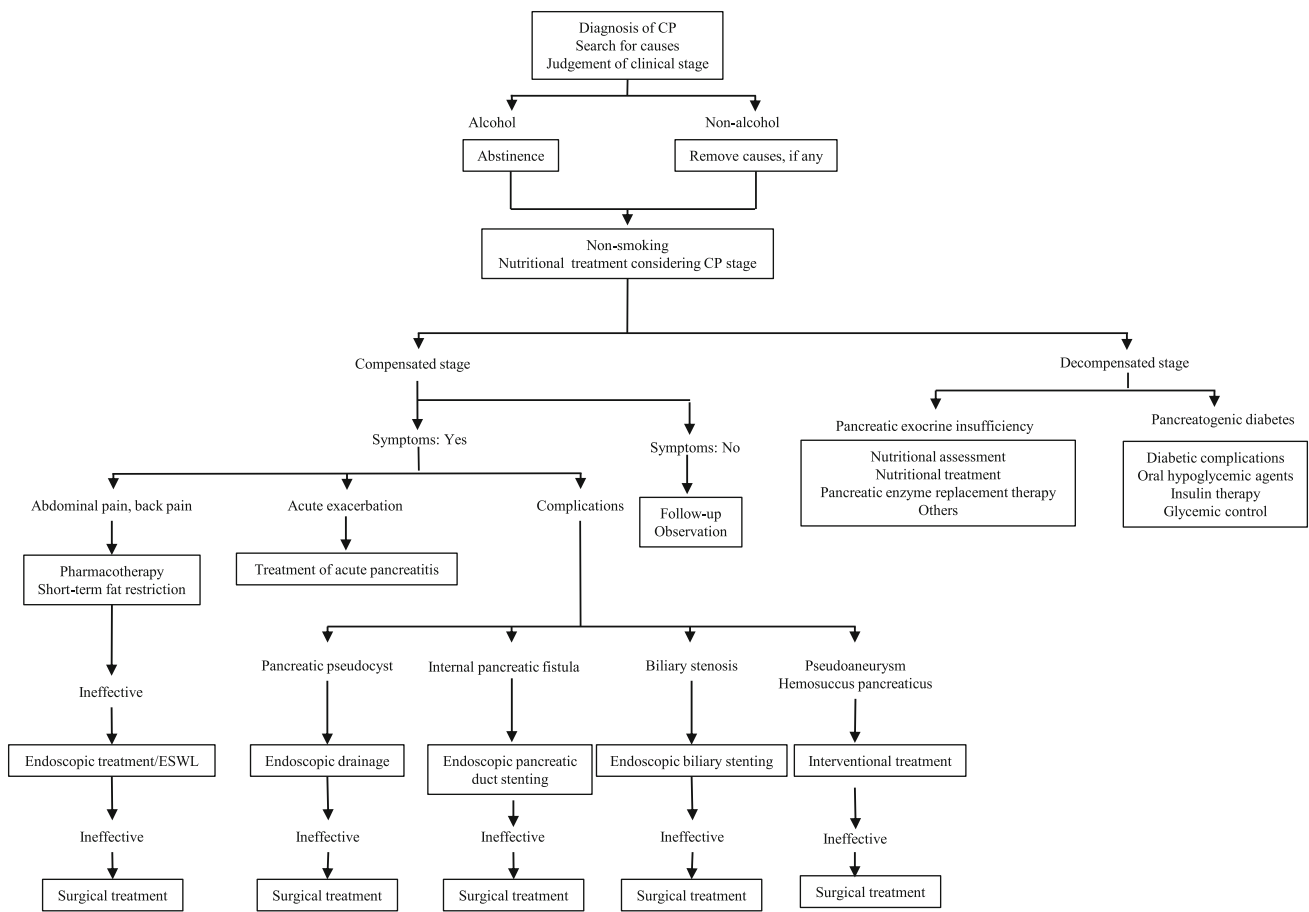 Diagnosis of CP
Search for causes
Judgement of clinical stage
Alcohol
Non-alcohol
Abstinence
Remove causes, if any
Non-smoking
Nutritional treatment considering CP stage
Compensated stage
Decompensated stage
Symptoms: Yes
Symptoms: No
Pancreatic exocrine insufficiency
Pancreatogenic diabetes
Nutritional assessment
Nutritional treatment
Pancreatic enzyme replacement therapy
Others
Diabetic complications
Oral hypoglycemic agents
Insulin therapy
Glycemic control
Abdominal pain, back pain
Acute exacerbation
Complications
Follow-up
Observation
Pharmacotherapy
Short-term fat restriction
Treatment of acute pancreatitis
Ineffective
Pancreatic pseudocyst
Internal pancreatic fistula
Biliary stenosis
Pseudoaneurysm
Hemosuccus pancreaticus
Endoscopic treatment/ESWL
Endoscopic drainage
Endoscopic pancreatic
duct stenting
Endoscopic biliary stenting
Interventional treatment
Ineffective
Ineffective
Ineffective
Ineffective
Ineffective
Surgical treatment
Surgical treatment
Surgical treatment
Surgical treatment
Surgical treatment